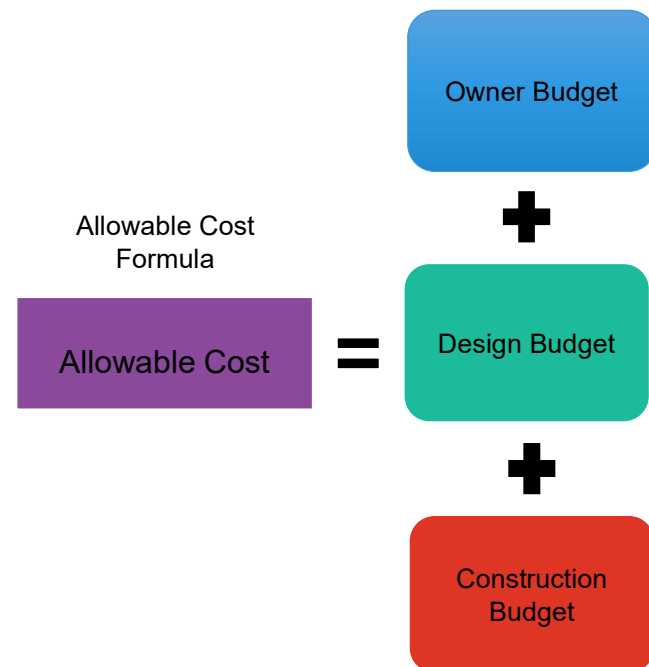 Owner Budget
Allowable Cost
Formula
Allowable Cost
=
Design Budget
Construction
Budget